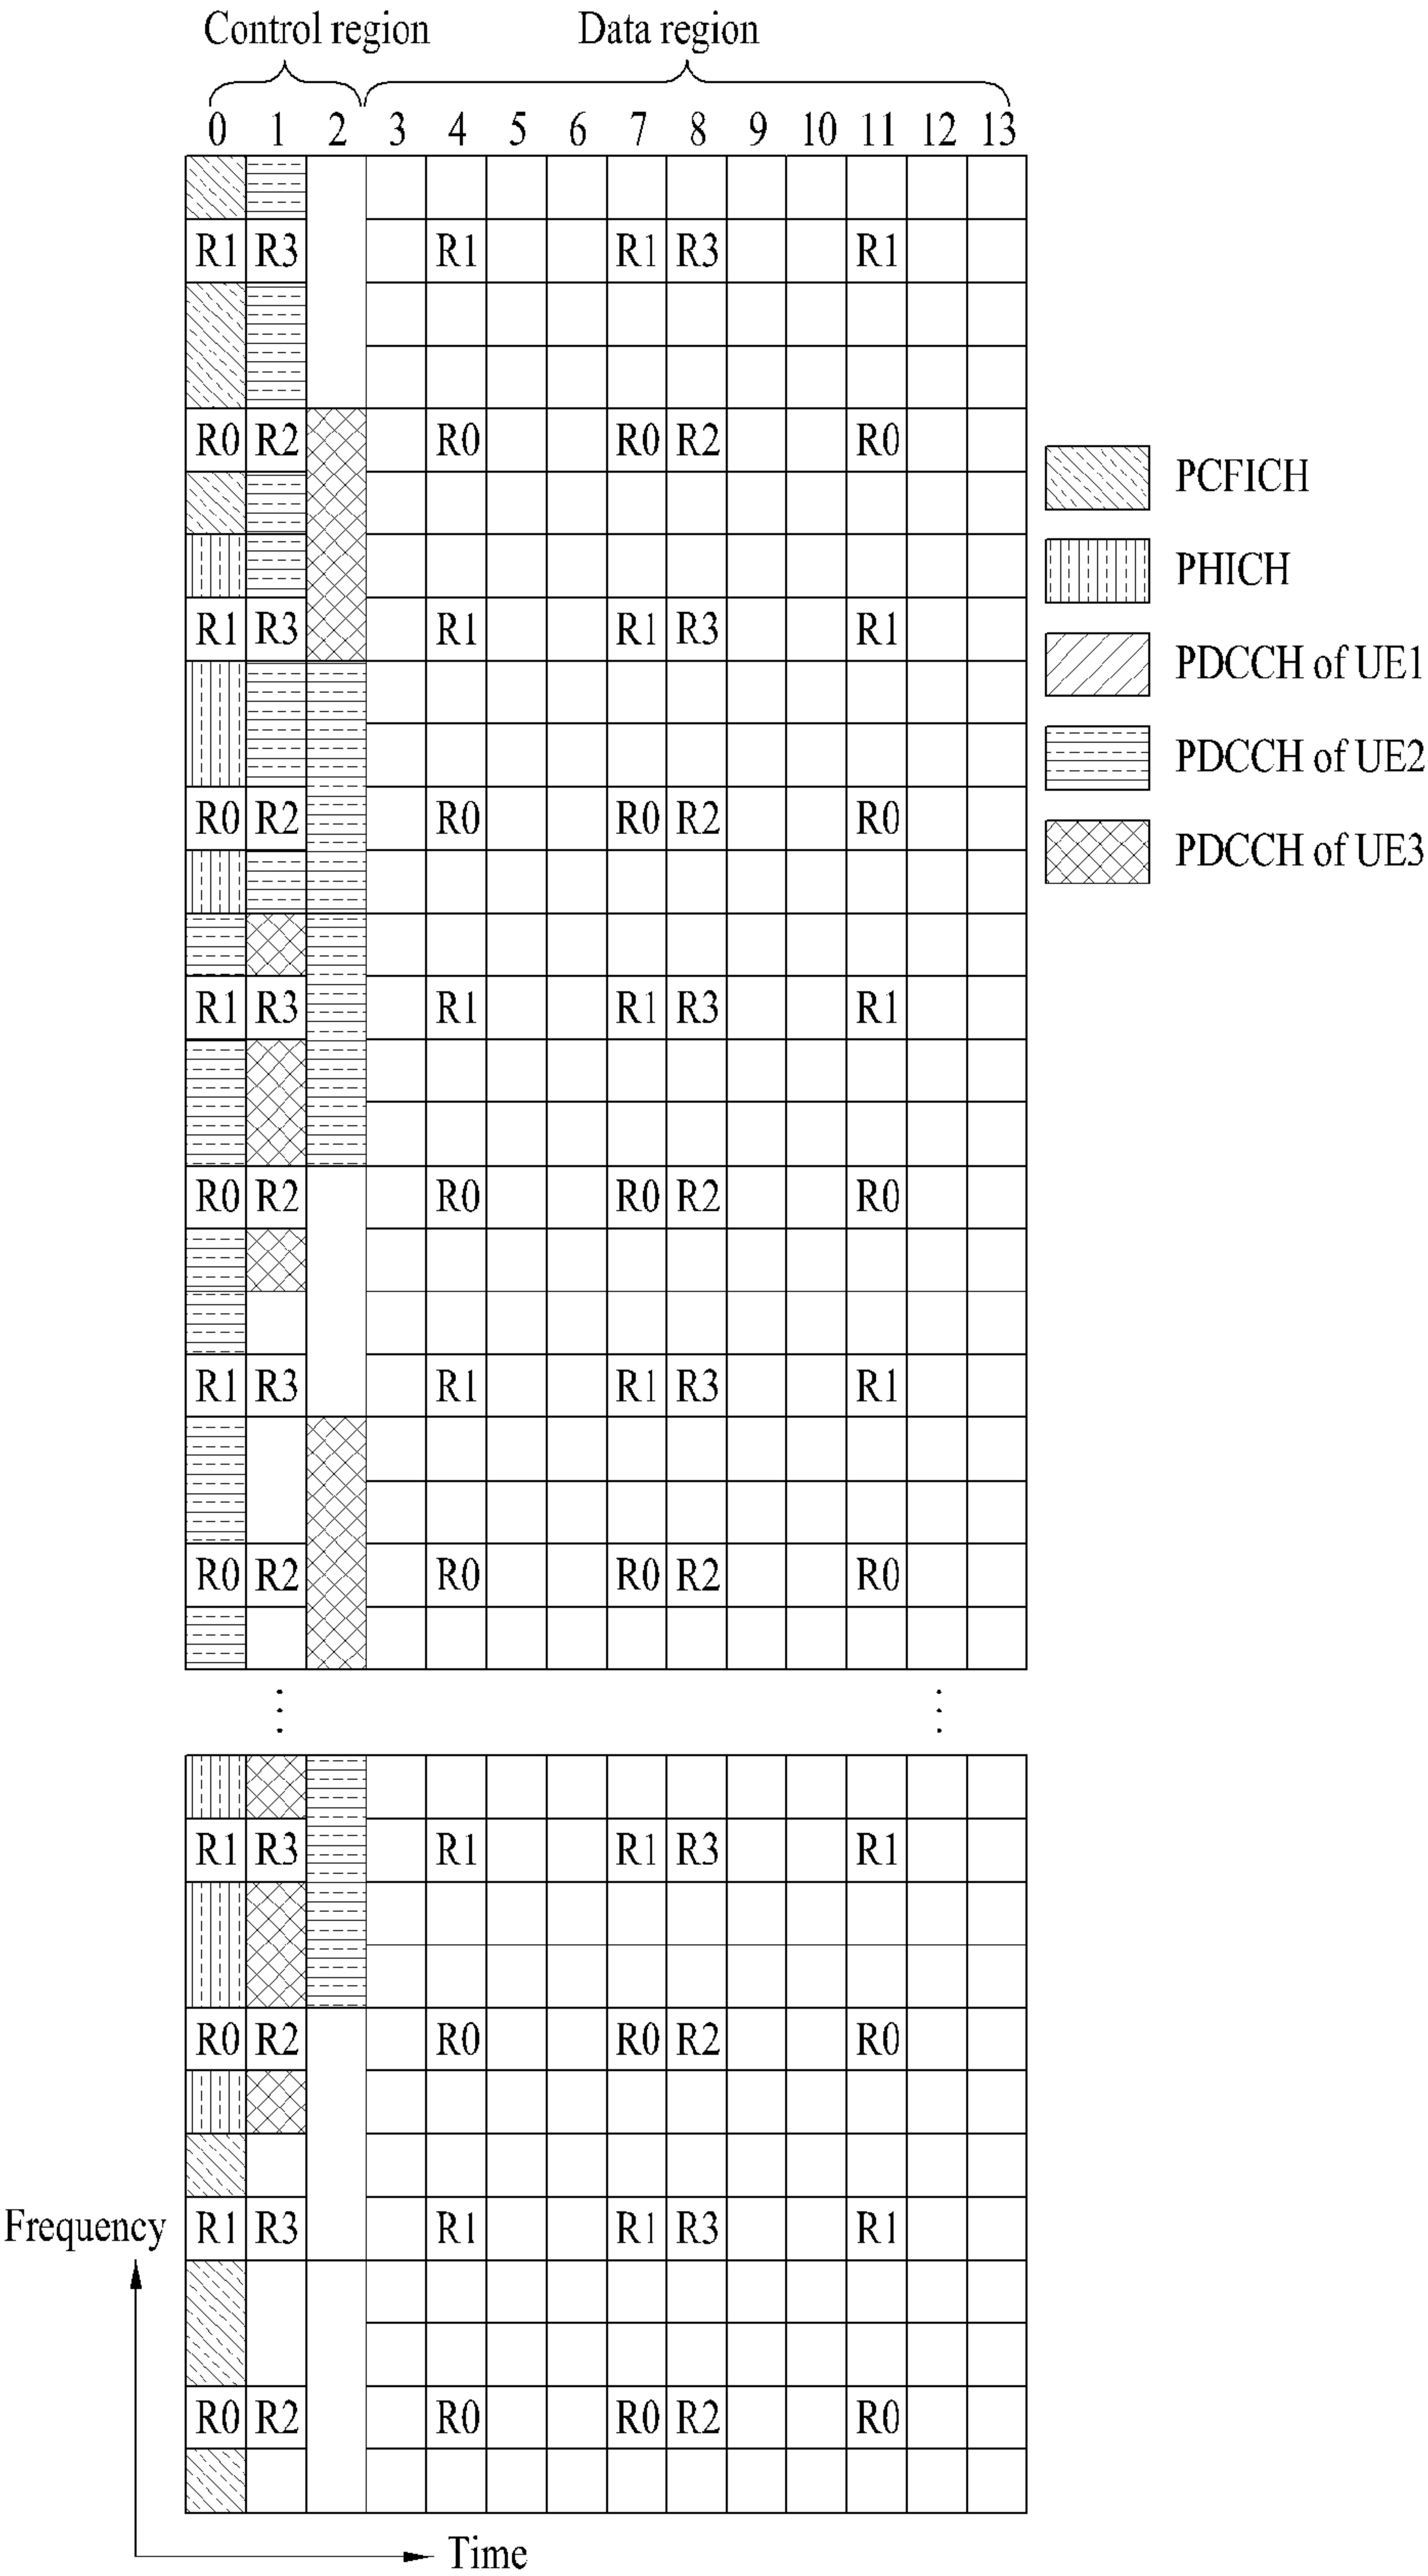 Control region Data region
0 1 2 3 4 5 6 7 8 9 10 11 12 13
R1 R3 R1 R1 R3 R1
R0 R2 R0 R0 R2 R0
PCFICH
PHICH
R1 R3 R1 R1 R3 R1
PDCCH of UE1
PDCCH of UE2
R0 R2 R0 R0 R2 R0
PDCCH of UE3
R1 R3 R1 R1 R3 R1
R0 R2 R0 R0 R2 R0
R1 R3 R1 R1 R3 R1
R0 R2 R0 R0 R2 R0
R1 R3 R1 R1 R3 R1
R0 R2 R0 R0 R2 R0
Frequency R1 R3 R1 R1 R3 R1
R0 R2 R0 R0 R2 R0
Time